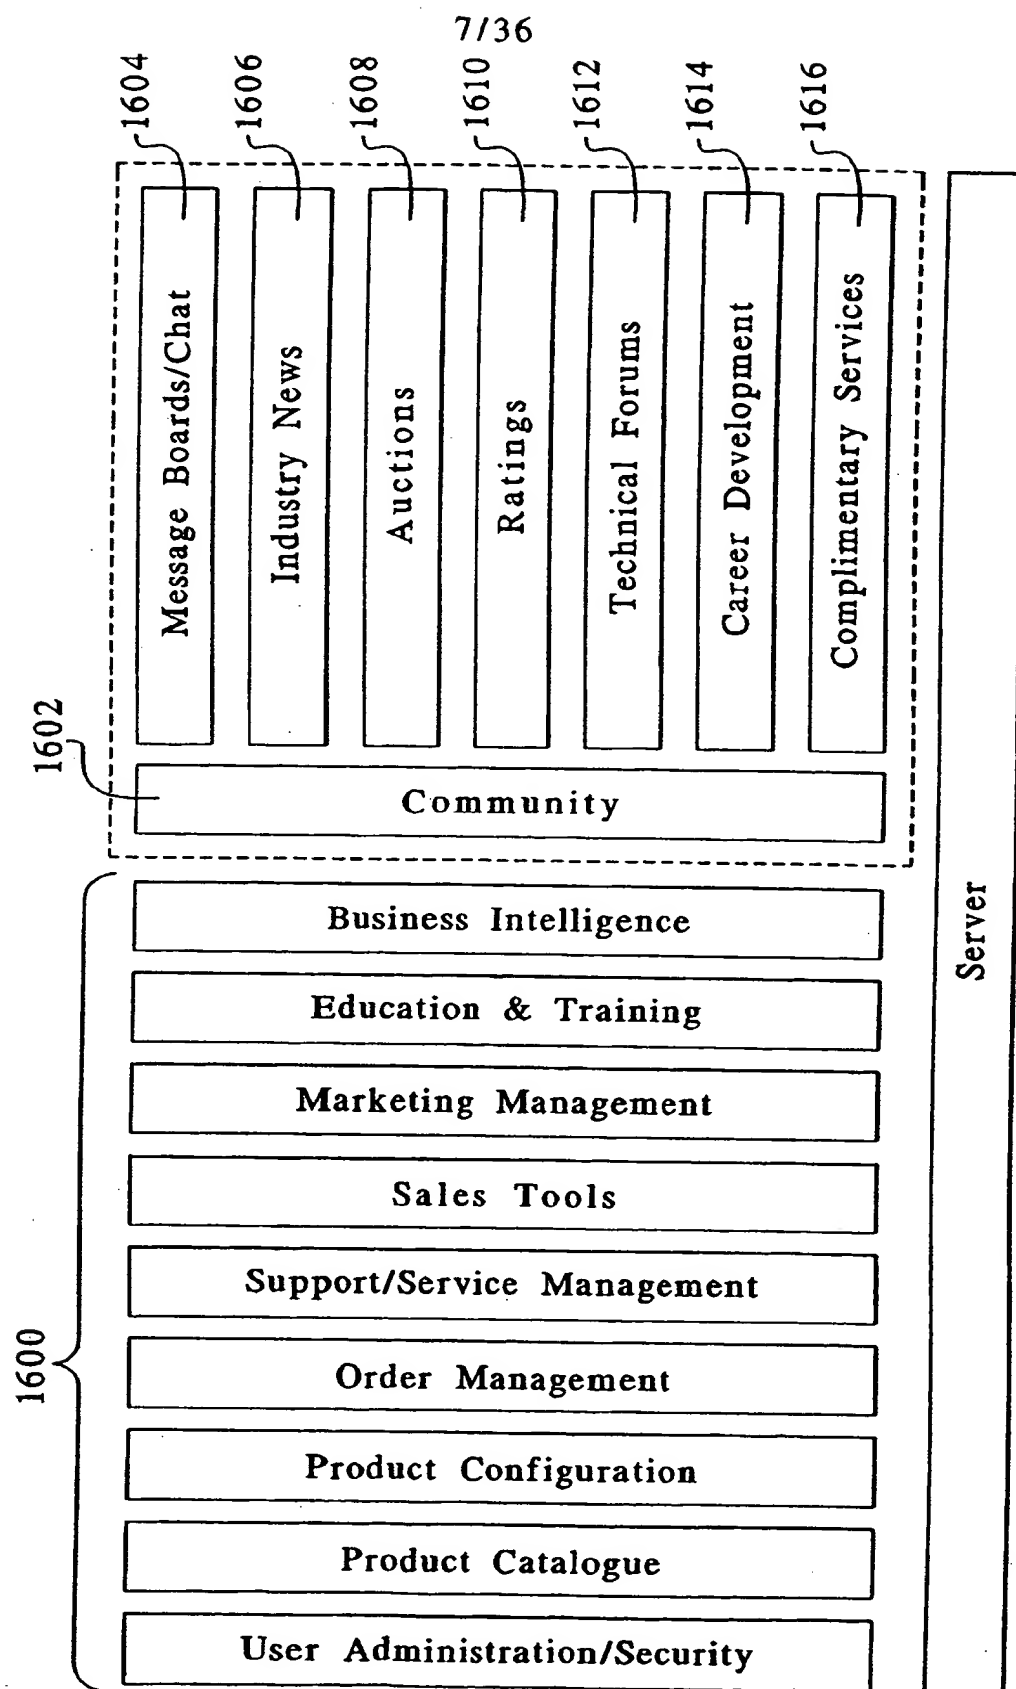 7/36
1604
1606
1608
1610
1612
1614
1616
Message Boards/Chat
Industry News
Auctions
Ratings
Technical Forums
Career Development
Complimentary Services
1602
Community
1600
Business Intelligence
Education & Training
Marketing Management
Sales Tools
Support/Service Management
Order Management
Product Configuration
Product Catalogue
User Administration/Security
Server